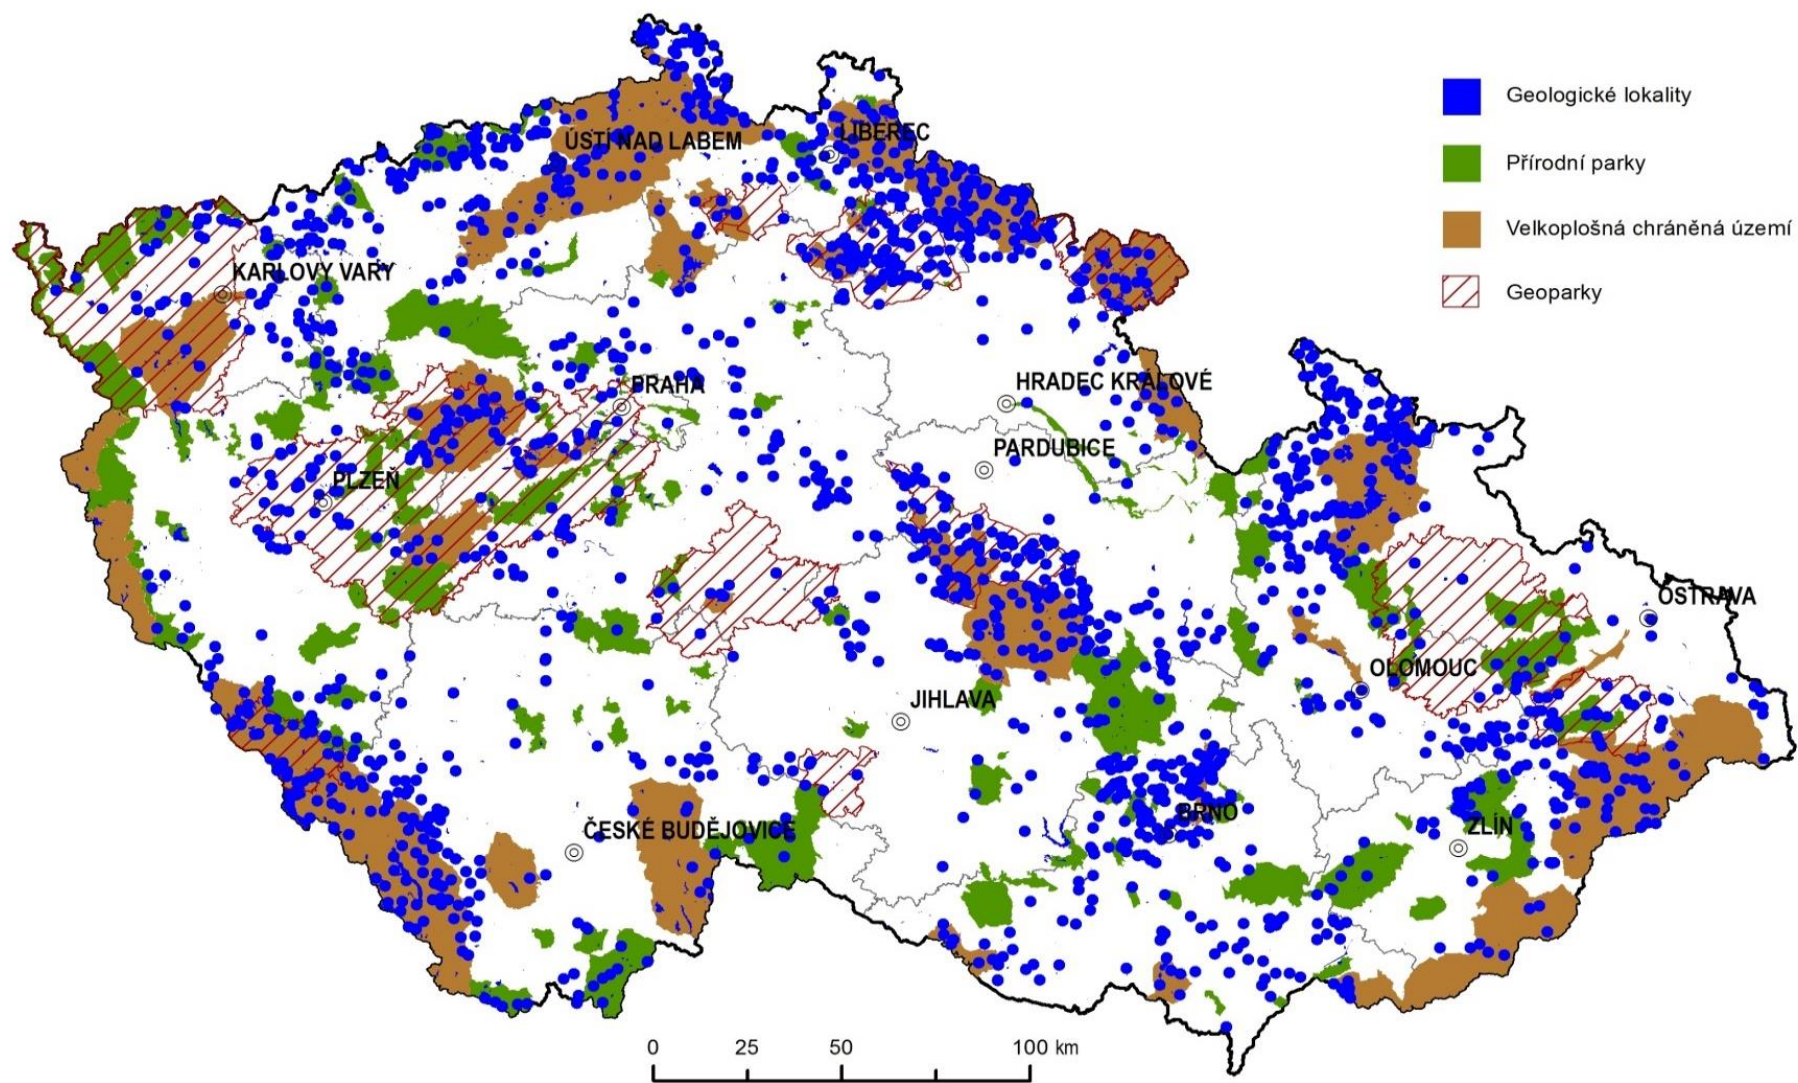 Geologické lokality
Přírodní parky
Velkoplošná chráněná území
Geoparky
ÚSTÍ NAD LABEM
LIBEREC
KARLOVY VARY
PRAHA
HRADEC KRÁLOVÉ
PARDUBICE
PLZEŇ
OSTRAVA
OLOMOUC
JIHLAVA
BRNO
ČESKÉ BUDĚJOVICE
ZLÍN
0 25 50 100 km